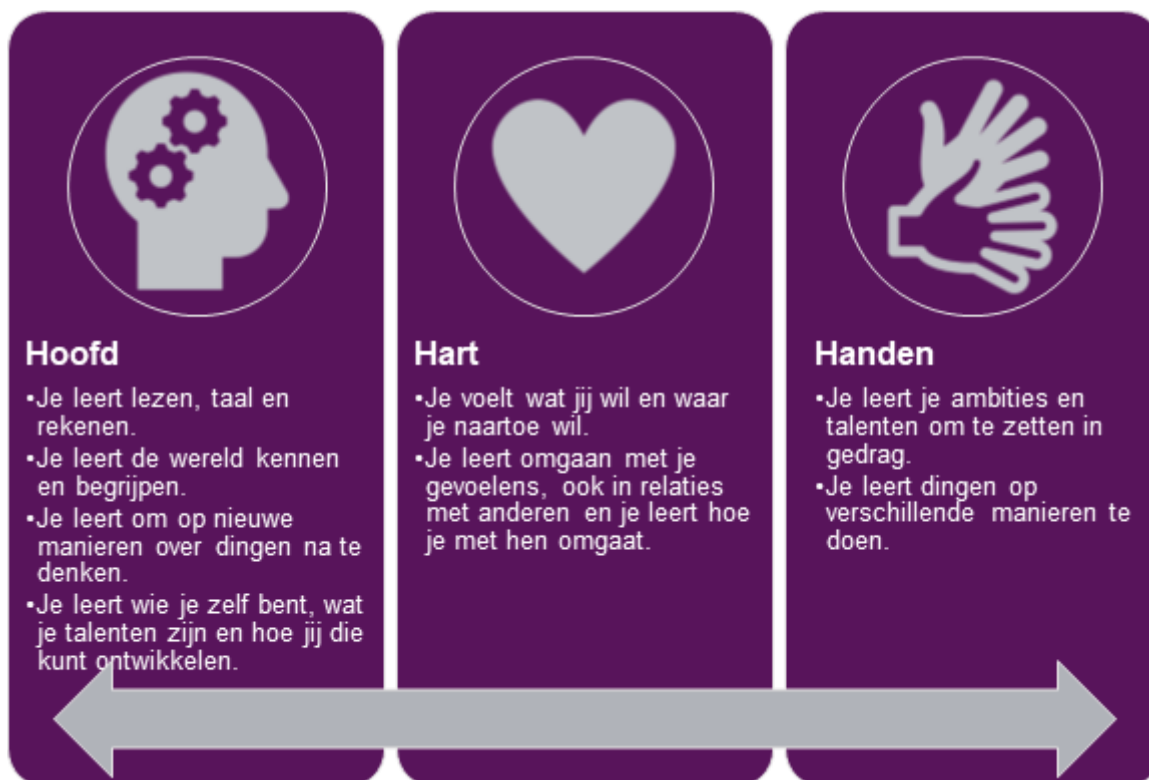 Hoofd
•Je leert lezen, taal en
rekenen.
•Je leert de wereld kennen
en begrijpen.
•Je leert om op nieuwe
manieren over dingen na te
denken.
•Je leert wie je zelf bent, wat
je talenten zijn en hoe jij die
kunt ontwikkelen.
Hart
•Je voelt wat jij wil en waar
je naartoe wil.
•Je leert omgaan met je
gevoelens, ook in relaties
met anderen en je leert hoe
je met hen omgaat.
Handen
•Je leert je ambities en
talenten om te zetten in
gedrag.
•Je leert dingen op
verschillende manieren te
doen.